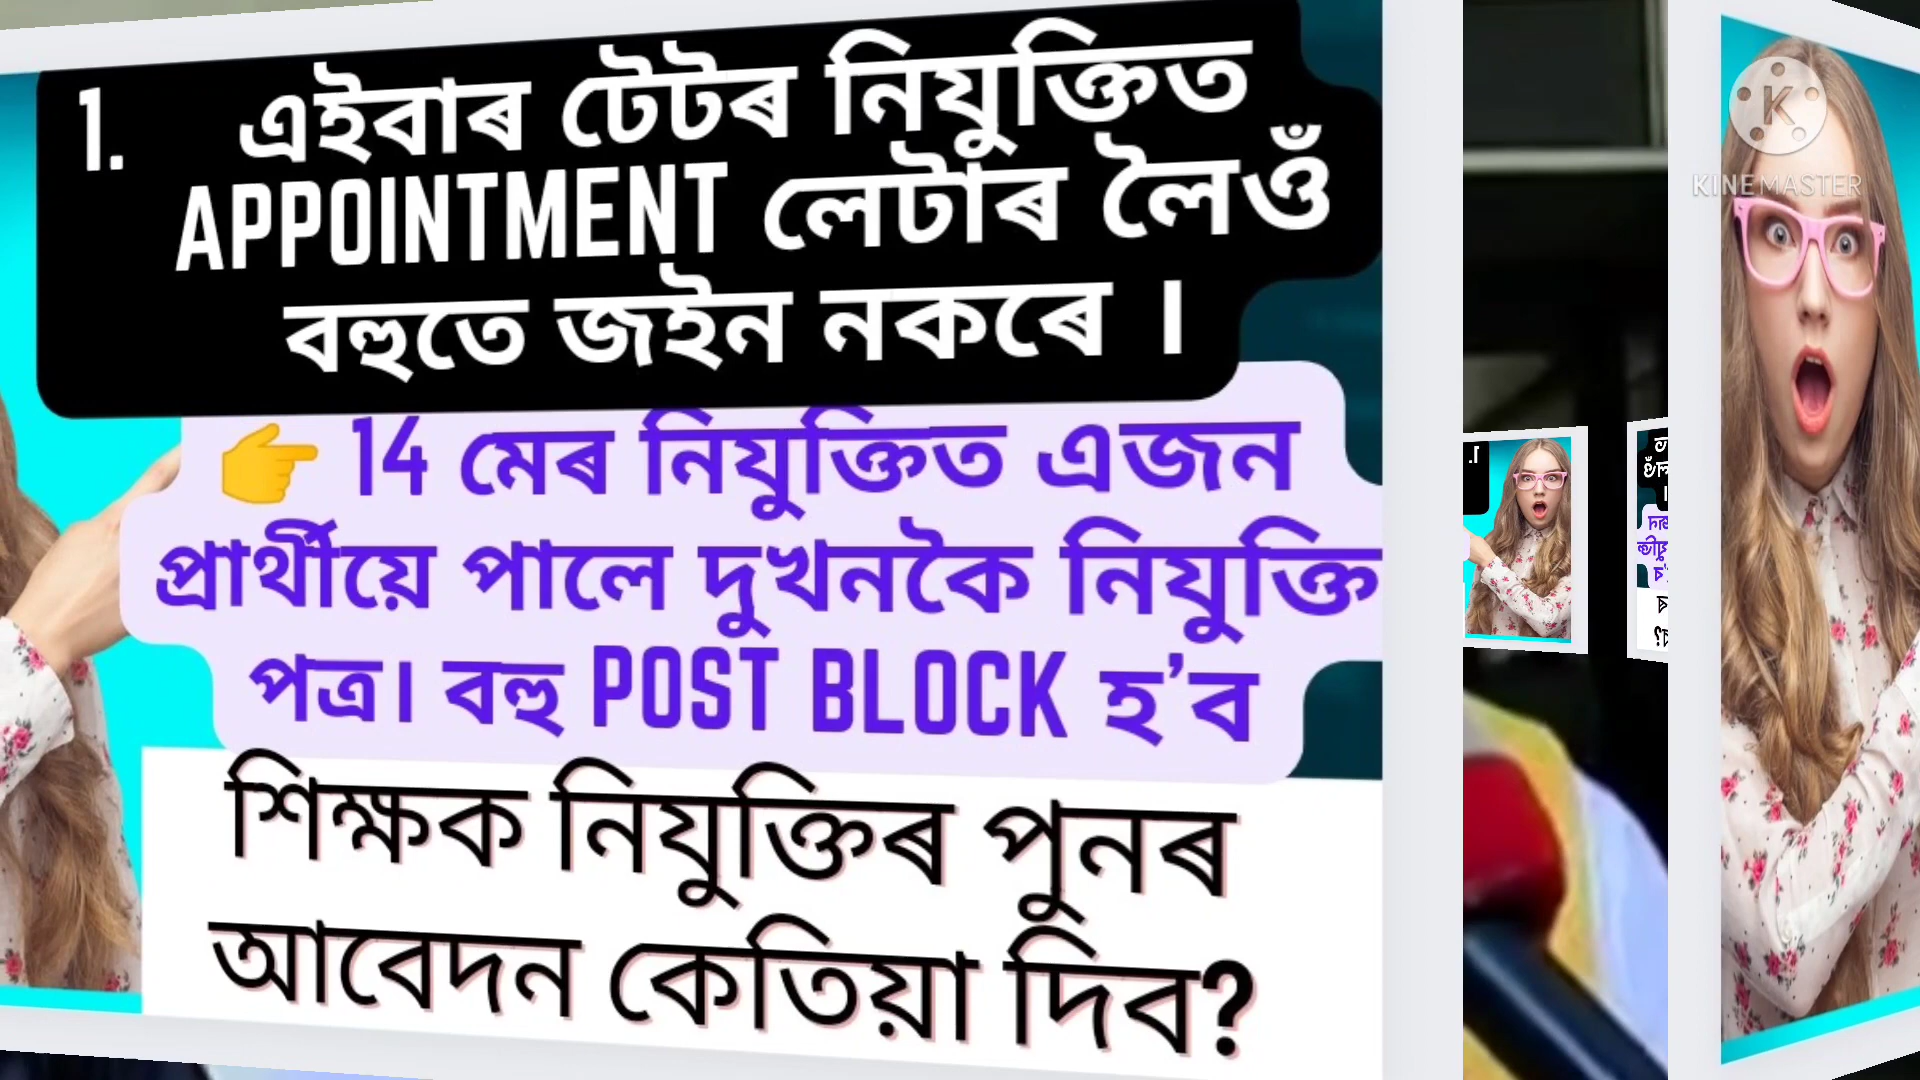 1. এইবাৰ টেটৰ নিযুক্তিত
APPOINTMENT লেটাৰ লৈওঁ
বহুতে জইন নকৰে ।
👉 14 মেৰ নিযুক্তিত এজন
প্ৰাৰ্থীয়ে পালে দুখনকৈ নিযুক্তি
পত্ৰ। বহু POST BLOCK হ'ব
শিক্ষক নিযুক্তিৰ পুনৰ
আবেদন কেতিয়া দিব?
KINEMASTER